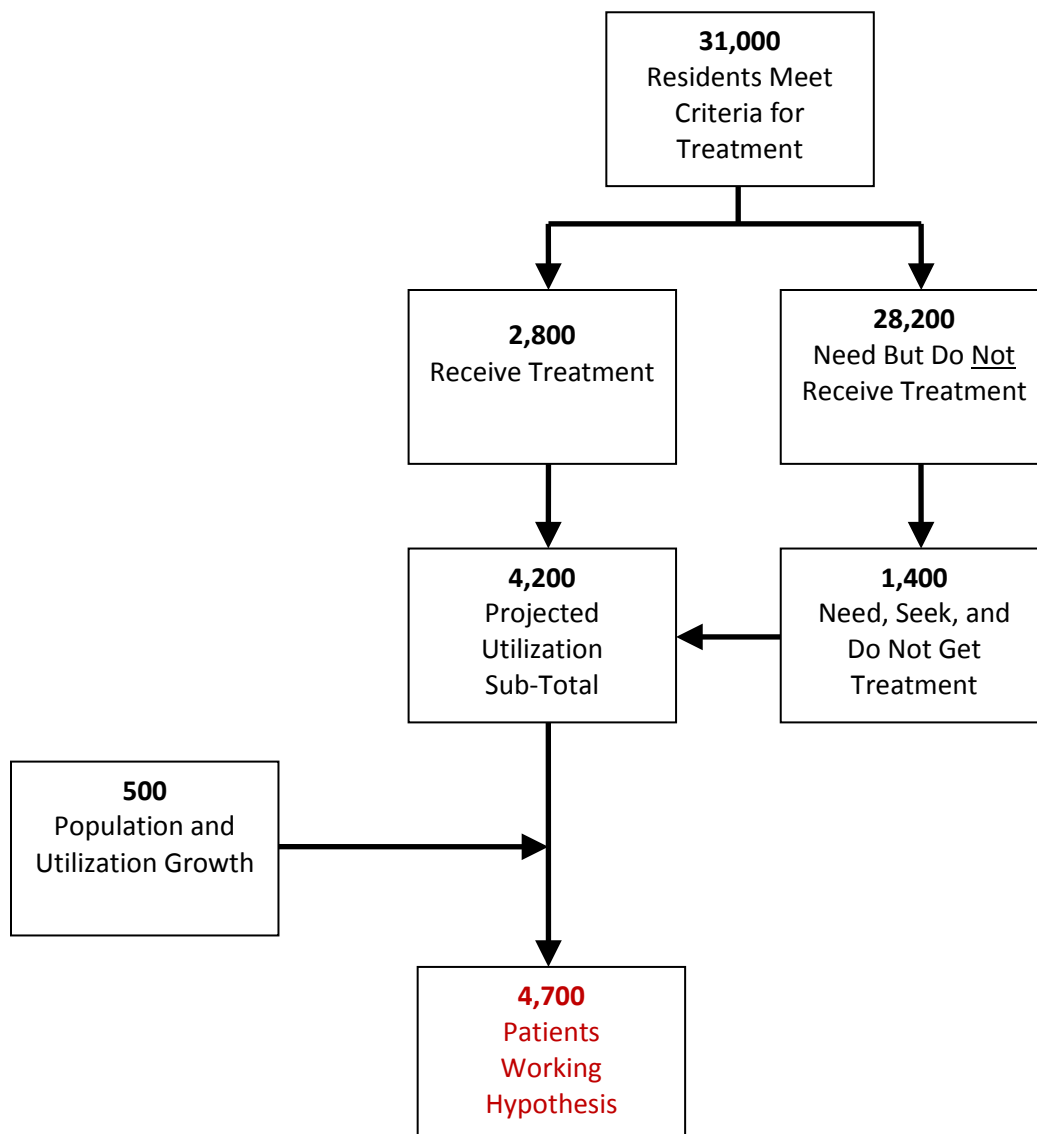 31,000
Residents Meet
Criteria for
Treatment
2,800
Receive Treatment
28,200
Need But Do Not
Receive Treatment
4,200
Projected
Utilization
Sub-Total
1,400
Need, Seek, and
Do Not Get
Treatment
500
Population and
Utilization Growth
4,700
Patients
Working
Hypothesis